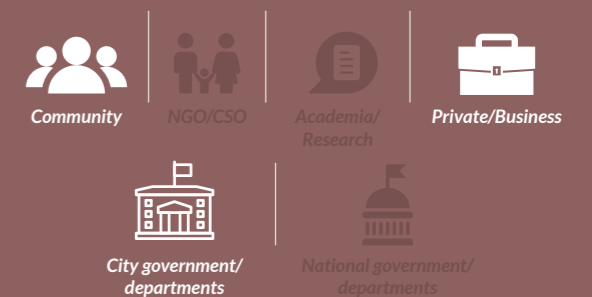 Community
NGO/CSO
Academia/
Research
Private/Business
City government/
departments
National government/
departments